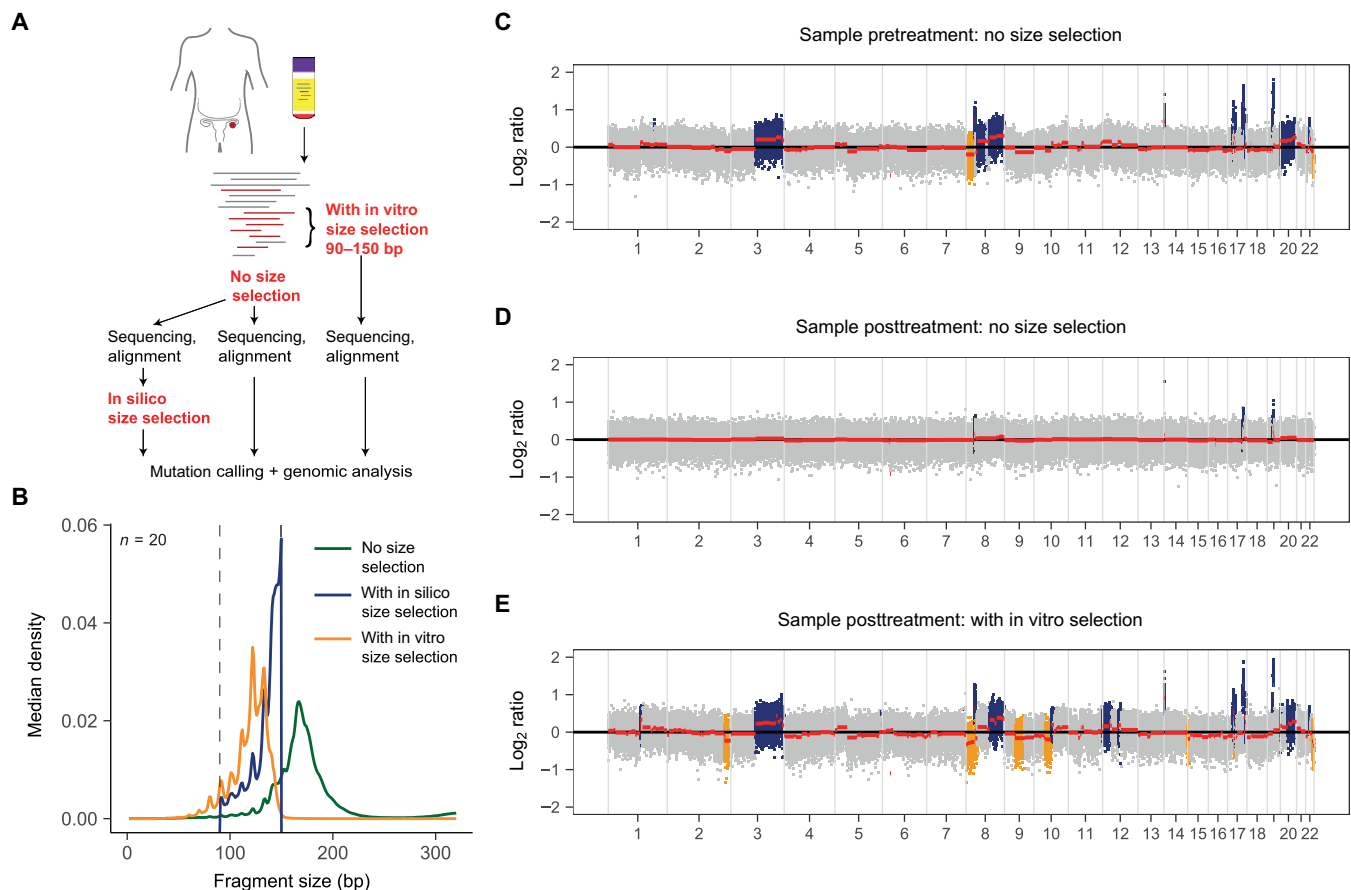 A
With in vitro
size selection
90–150 bp
No size
selection
Sequencing,
alignment
Sequencing,
alignment
Sequencing,
alignment
In silico
size selection
Mutation calling + genomic analysis
B
0.06
0.04
0.02
0.00
Median density
n = 20
No size
selection
With in silico
size selection
With in vitro
size selection
0 100 200 300
Fragment size (bp)
C
Sample pretreatment: no size selection
Log2 ratio
2
1
0
−1
−2
1 2 3 4 5 6 7 8 9 10 11 12 13 14 15 16 17 18 20 22
D
Sample posttreatment: no size selection
Log2 ratio
2
1
0
−1
−2
1 2 3 4 5 6 7 8 9 10 11 12 13 14 15 16 17 18 20 22
E
Sample posttreatment: with in vitro selection
Log2 ratio
2
1
0
−1
−2
1 2 3 4 5 6 7 8 9 10 11 12 13 14 15 16 17 18 20 22